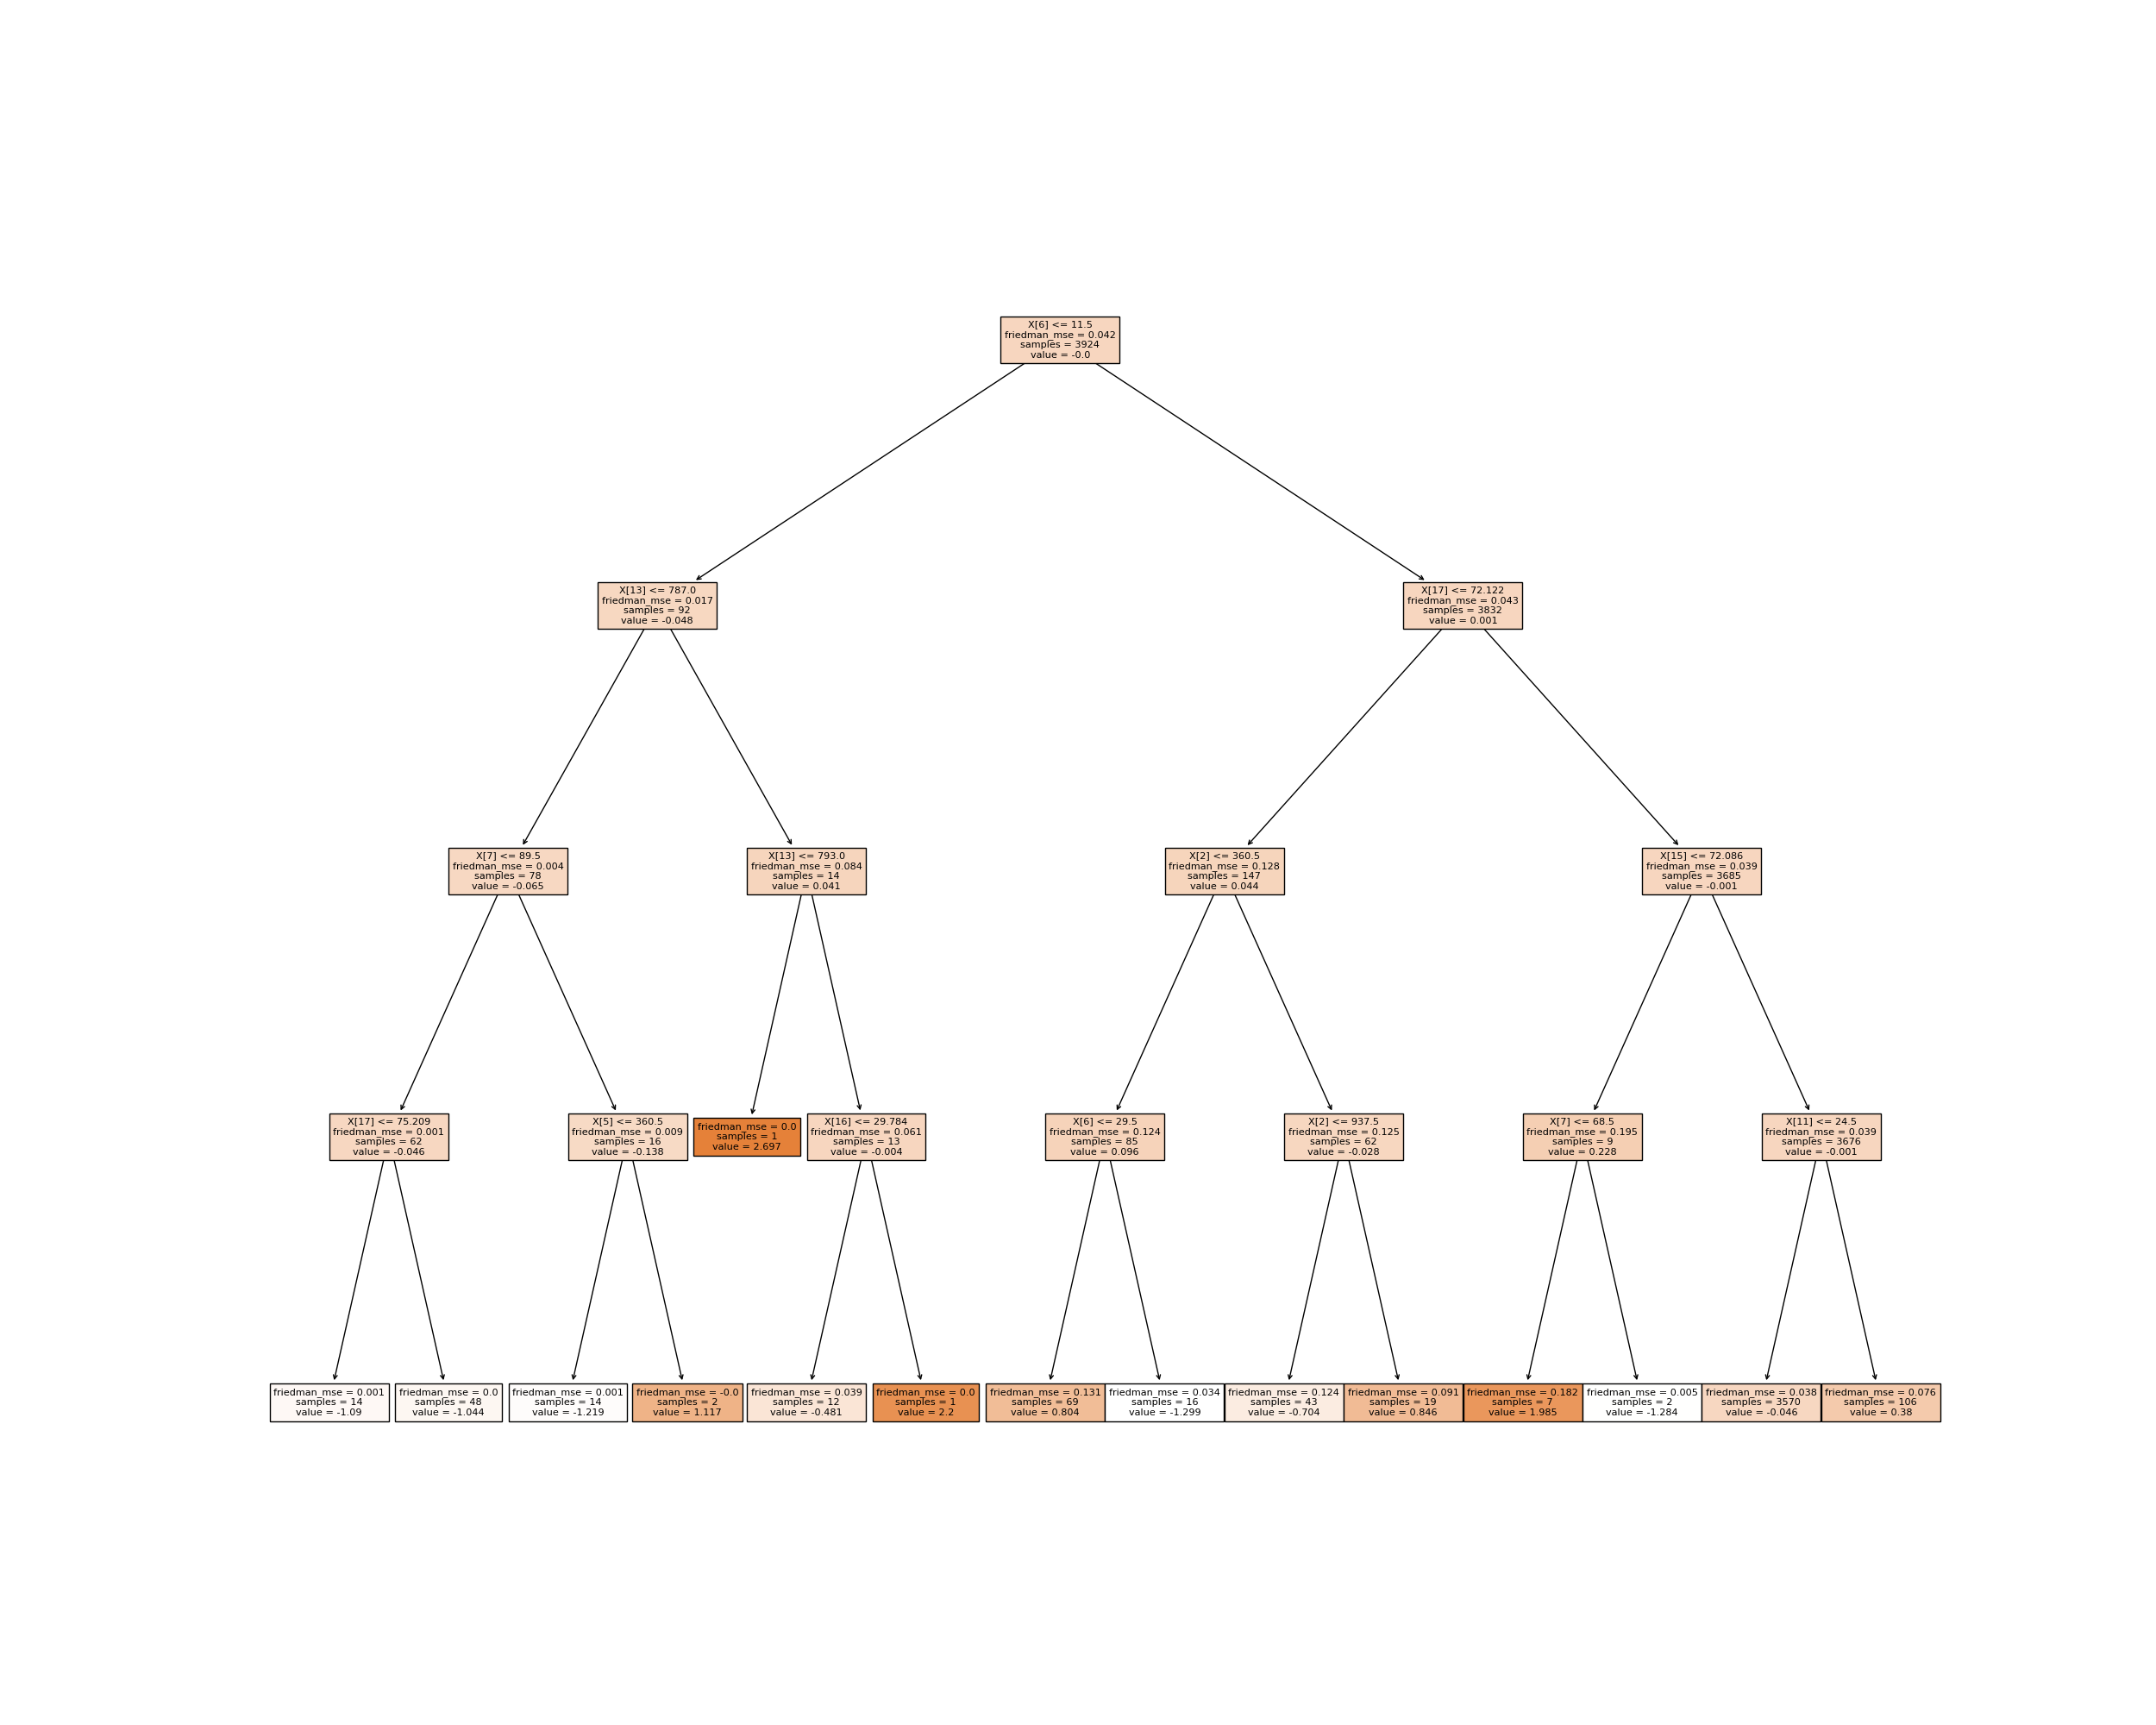 X[6] <= 11.5
friedman_mse = 0.042
samples = 3924
value = -0.0
X[13] <= 787.0
friedman_mse = 0.017
samples = 92
value = -0.048
X[17] <= 72.122
friedman_mse = 0.043
samples = 3832
value = 0.001
X[7] <= 89.5
friedman_mse = 0.004
samples = 78
value = -0.065
X[13] <= 793.0
friedman_mse = 0.084
samples = 14
value = 0.041
X[2] <= 360.5
friedman_mse = 0.128
samples = 147
value = 0.044
X[15] <= 72.086
friedman_mse = 0.039
samples = 3685
value = -0.001
X[17] <= 75.209
friedman_mse = 0.001
samples = 62
value = -0.046
X[5] <= 360.5
friedman_mse = 0.009
samples = 16
value = -0.138
friedman_mse = 0.0
samples = 1
value = 2.697
X[16] <= 29.784
friedman_mse = 0.061
samples = 13
value = -0.004
X[6] <= 29.5
friedman_mse = 0.124
samples = 85
value = 0.096
X[2] <= 937.5
friedman_mse = 0.125
samples = 62
value = -0.028
X[7] <= 68.5
friedman_mse = 0.195
samples = 9
value = 0.228
X[11] <= 24.5
friedman_mse = 0.039
samples = 3676
value = -0.001
friedman_mse = 0.001
samples = 14
value = -1.09
friedman_mse = 0.0
samples = 48
value = -1.044
friedman_mse = 0.001
samples = 14
value = -1.219
friedman_mse = -0.0
samples = 2
value = 1.117
friedman_mse = 0.039
samples = 12
value = -0.481
friedman_mse = 0.0
samples = 1
value = 2.2
friedman_mse = 0.131
samples = 69
value = 0.804
friedman_mse = 0.034
samples = 16
value = -1.299
friedman_mse = 0.124
samples = 43
value = -0.704
friedman_mse = 0.091
samples = 19
value = 0.846
friedman_mse = 0.182
samples = 7
value = 1.985
friedman_mse = 0.005
samples = 2
value = -1.284
friedman_mse = 0.038
samples = 3570
value = -0.046
friedman_mse = 0.076
samples = 106
value = 0.38